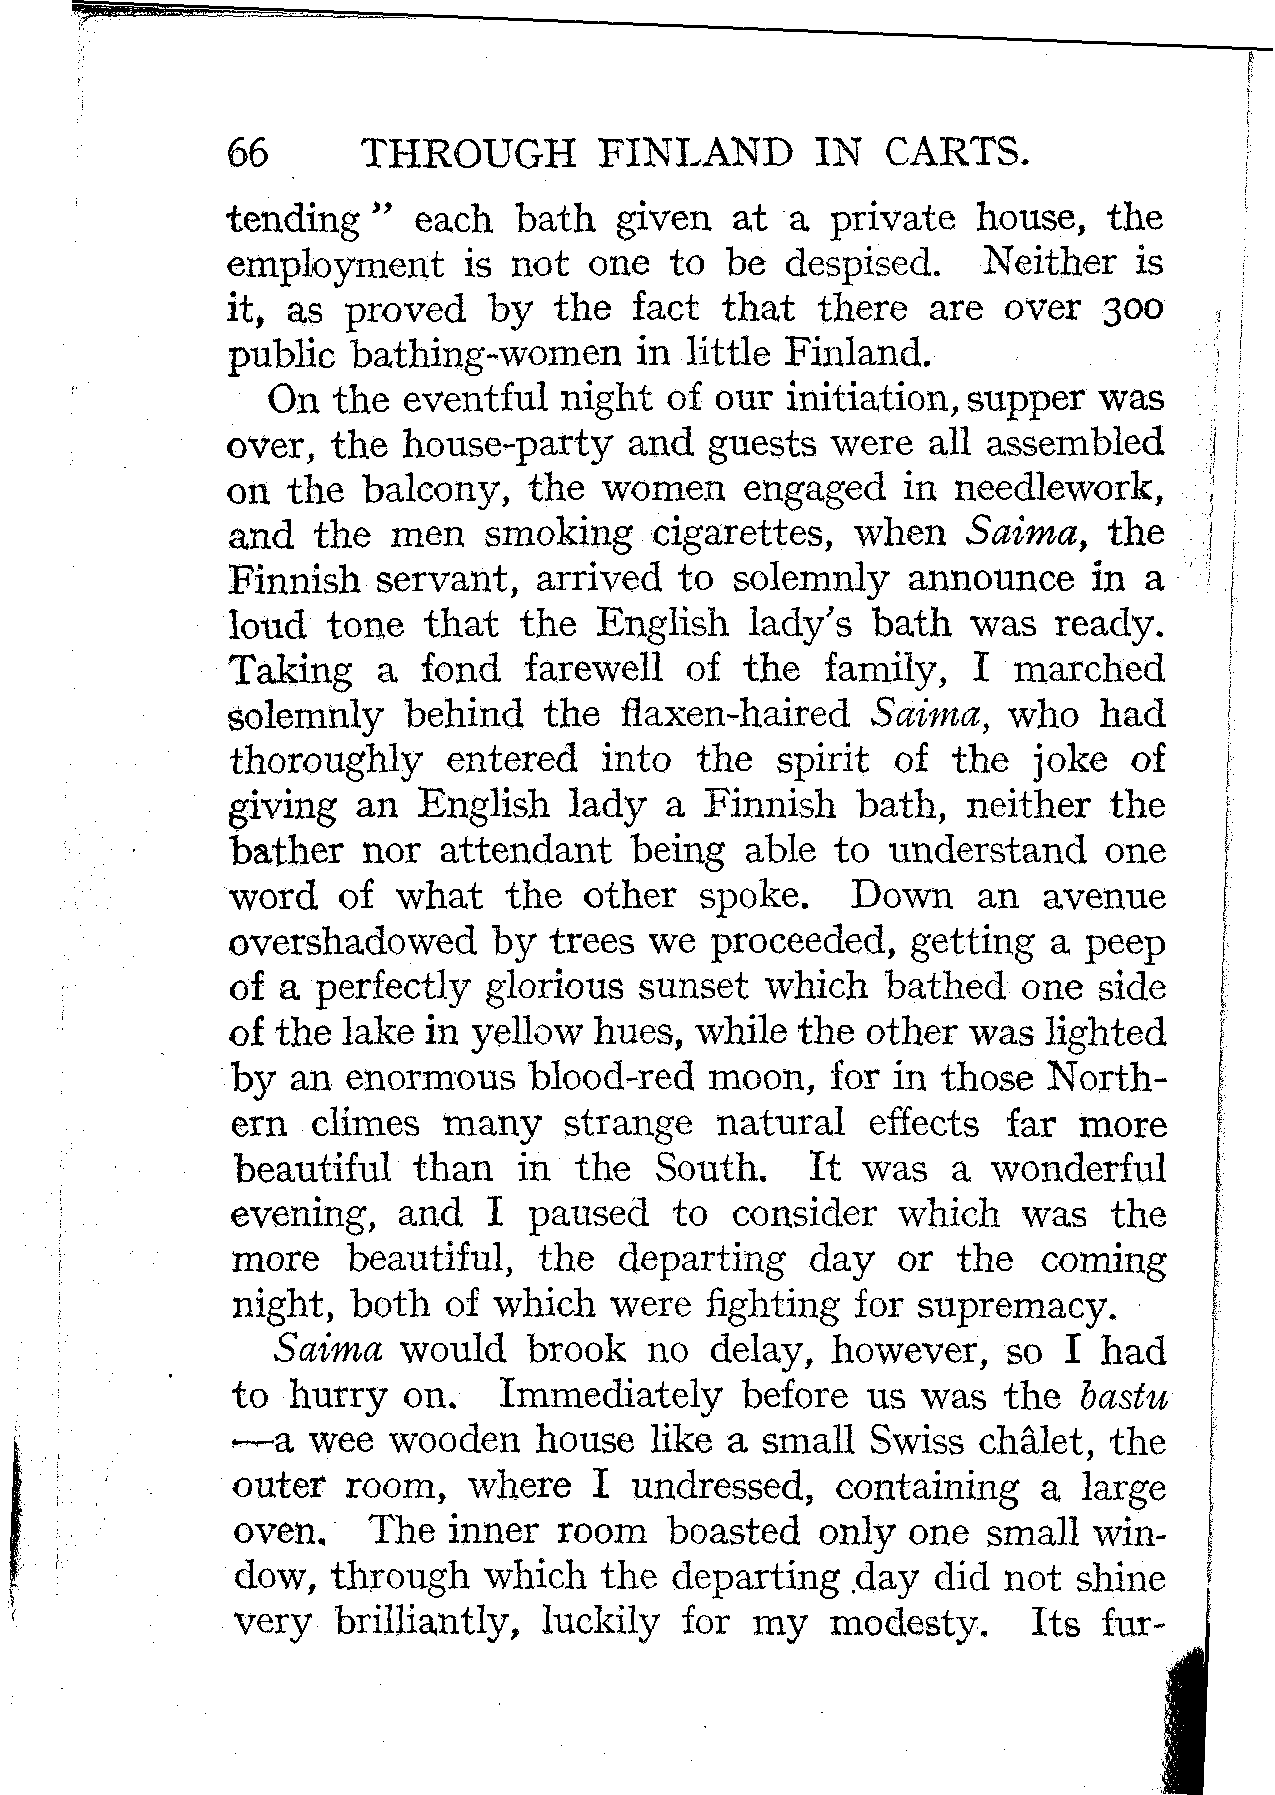 66 THROUGH FINLAND IN CARTS.
tending" each bath given at a private house, the
employment is not one to be despised. Neither is
it, as proved by the fact that there are over 300
public bathing-women in little Finland.
On the eventful night of our initiation, supper was
over, the house-party and guests were all assembled
on the balcony, the women engaged in needlework,
and the men smoking cigarettes, when Saima, the
Finnish servant, arrived to solemnly announce in a
loud tone that the English lady's bath was ready.
Taking a fond farewell of the family, I marched
solemnly behind the flaxen-haired Saima, who had
thoroughly entered into the spirit of the joke of
giving an English lady a Finnish bath, neither the
bather nor attendant being able to understand one
word of what the other spoke. Down an avenue
overshadowed by trees we proceeded, getting a peep
of a perfectly glorious sunset which bathed one side
of the lake in yellow hues, while the other was lighted
by an enormous blood-red moon, for in those North-
ern climes many strange natural effects far more
beautiful than in the South. It was a wonderful
evening, and I paused to consider which was the
more beautiful, the departing day or the coming
night, both of which were fighting for supremacy.
Saima would brook no delay, however, so I had
to hurry on. Immediately before us was the bastu
—a wee wooden house like a small Swiss châlet, the
outer room, where I undressed, containing a large
oven. The inner room boasted only one small win-
dow, through which the departing day did not shine
very brilliantly, luckily for my modesty. Its fur-